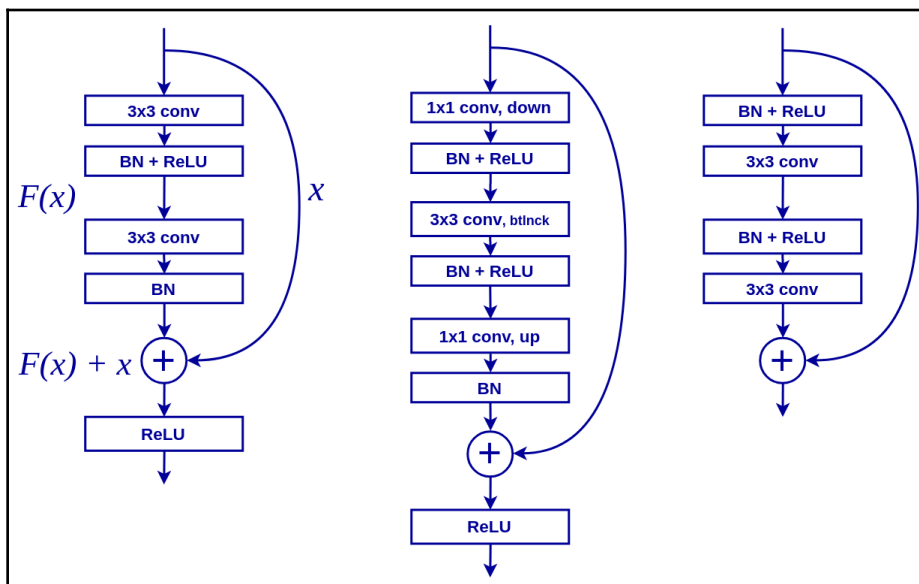 3x3 conv
BN + ReLU
F(x)
x
3x3 conv
BN
F(x) + x
+
ReLU
1x1 conv, down
BN + ReLU
3x3 conv, btlnck
BN + ReLU
1x1 conv, up
BN
+
ReLU
BN + ReLU
3x3 conv
BN + ReLU
3x3 conv
+